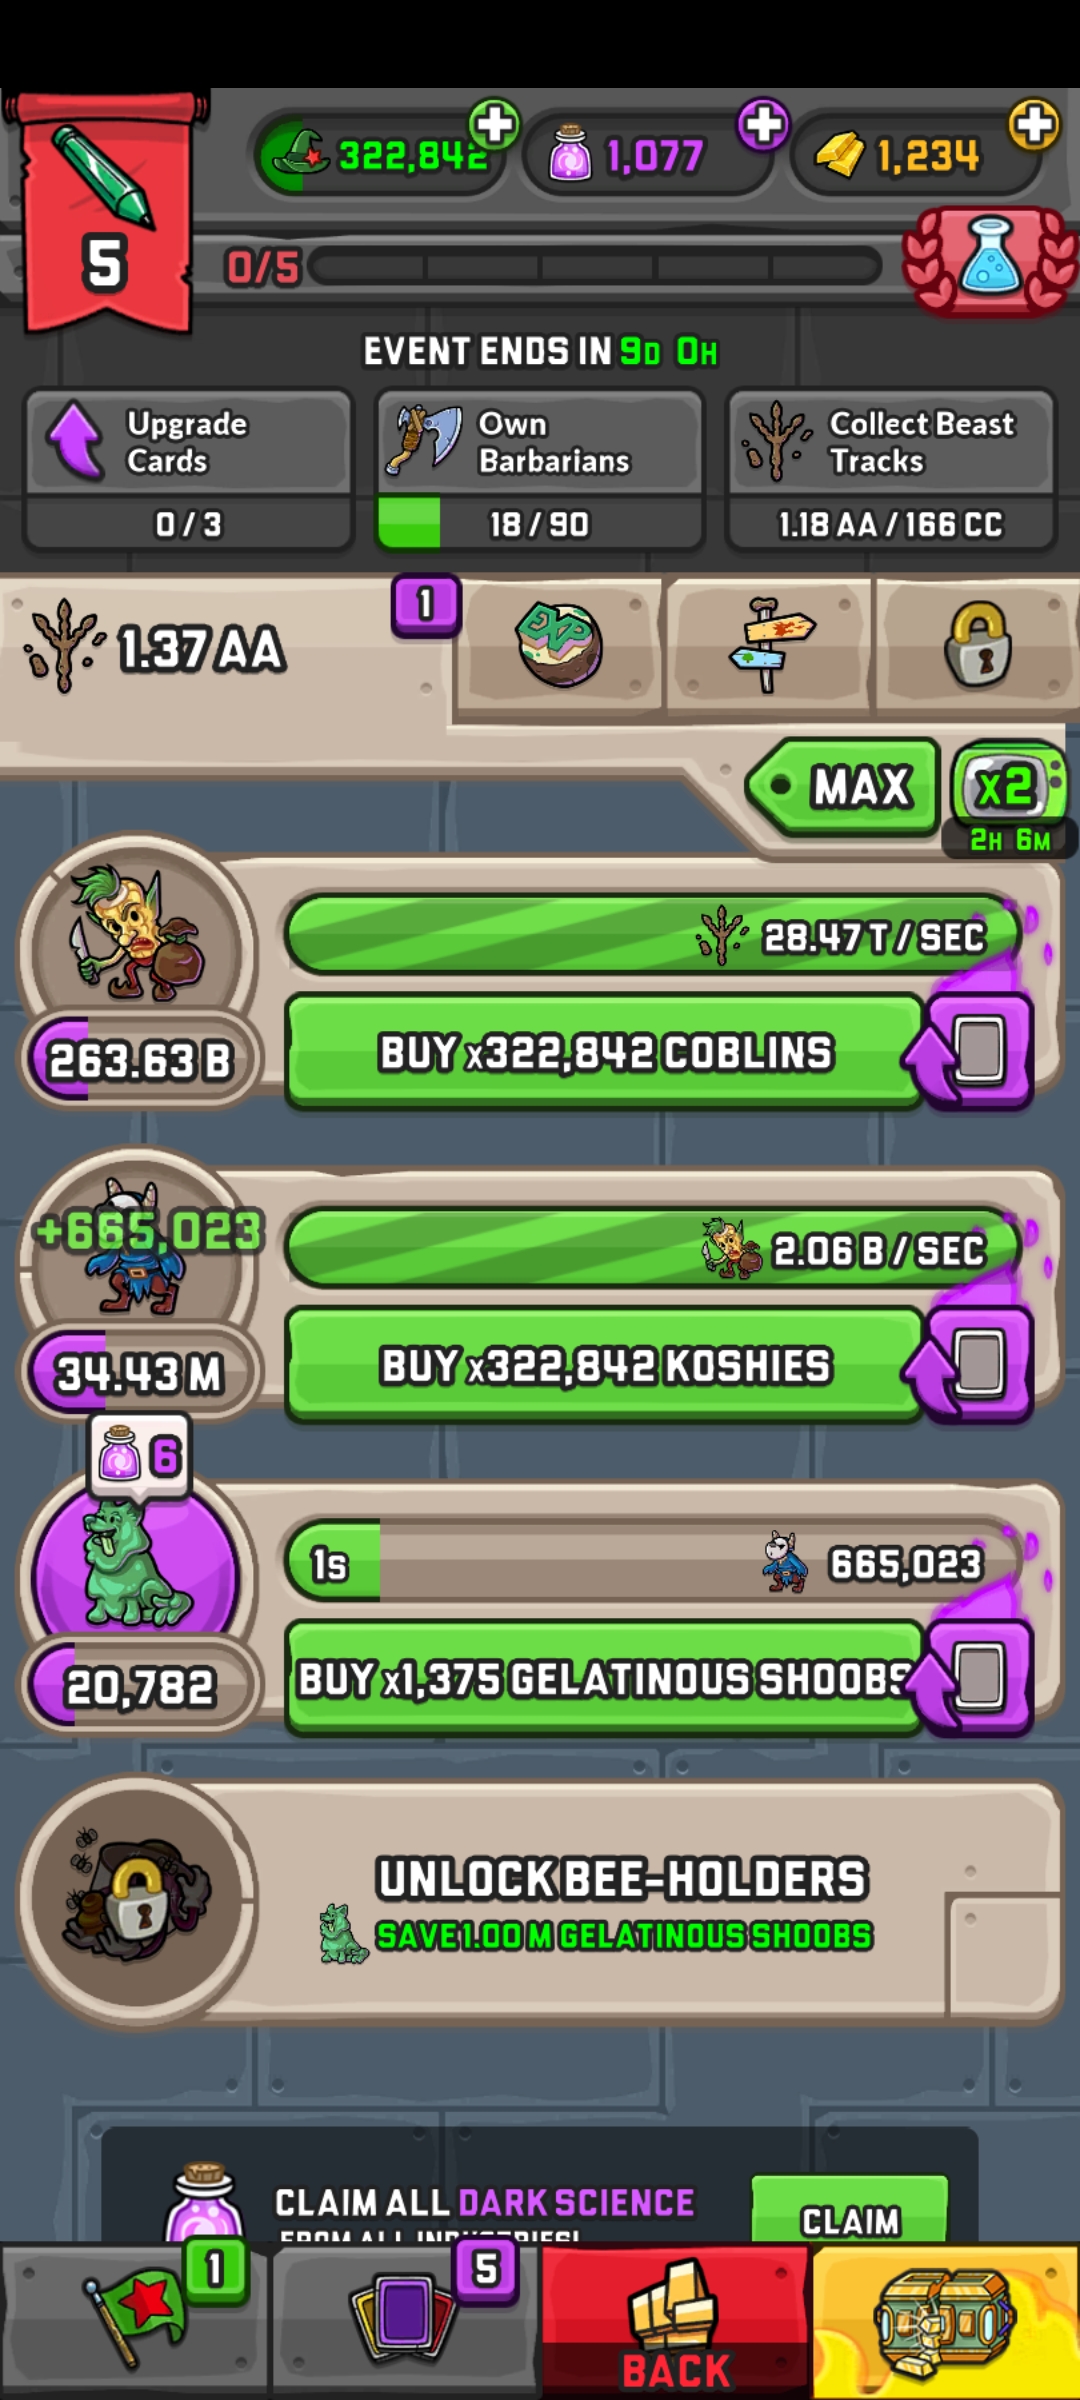 322,842
1,077
1,234
5
0/5
EVENT ENDS IN 9D 0H
Upgrade
Cards
0 / 3
Own
Barbarians
18 / 90
Collect Beast
Tracks
1.18 AA / 166 CC
1.37 AA
1
EXP
MAX
x2
2H 6M
28.47 T / SEC
263.63 B
BUY x322,842 COBLINS
+665,023
2.06 B / SEC
34.43 M
BUY x322,842 KOSHIES
6
1s
665,023
20,782
BUY x1,375 GELATINOUS SHOOBS
UNLOCK BEE-HOLDERS
SAVE 1.00 M GELATINOUS SHOOBS
CLAIM ALL DARK SCIENCE
FROM ALL INDUSTRIES!
CLAIM
1
5
BACK